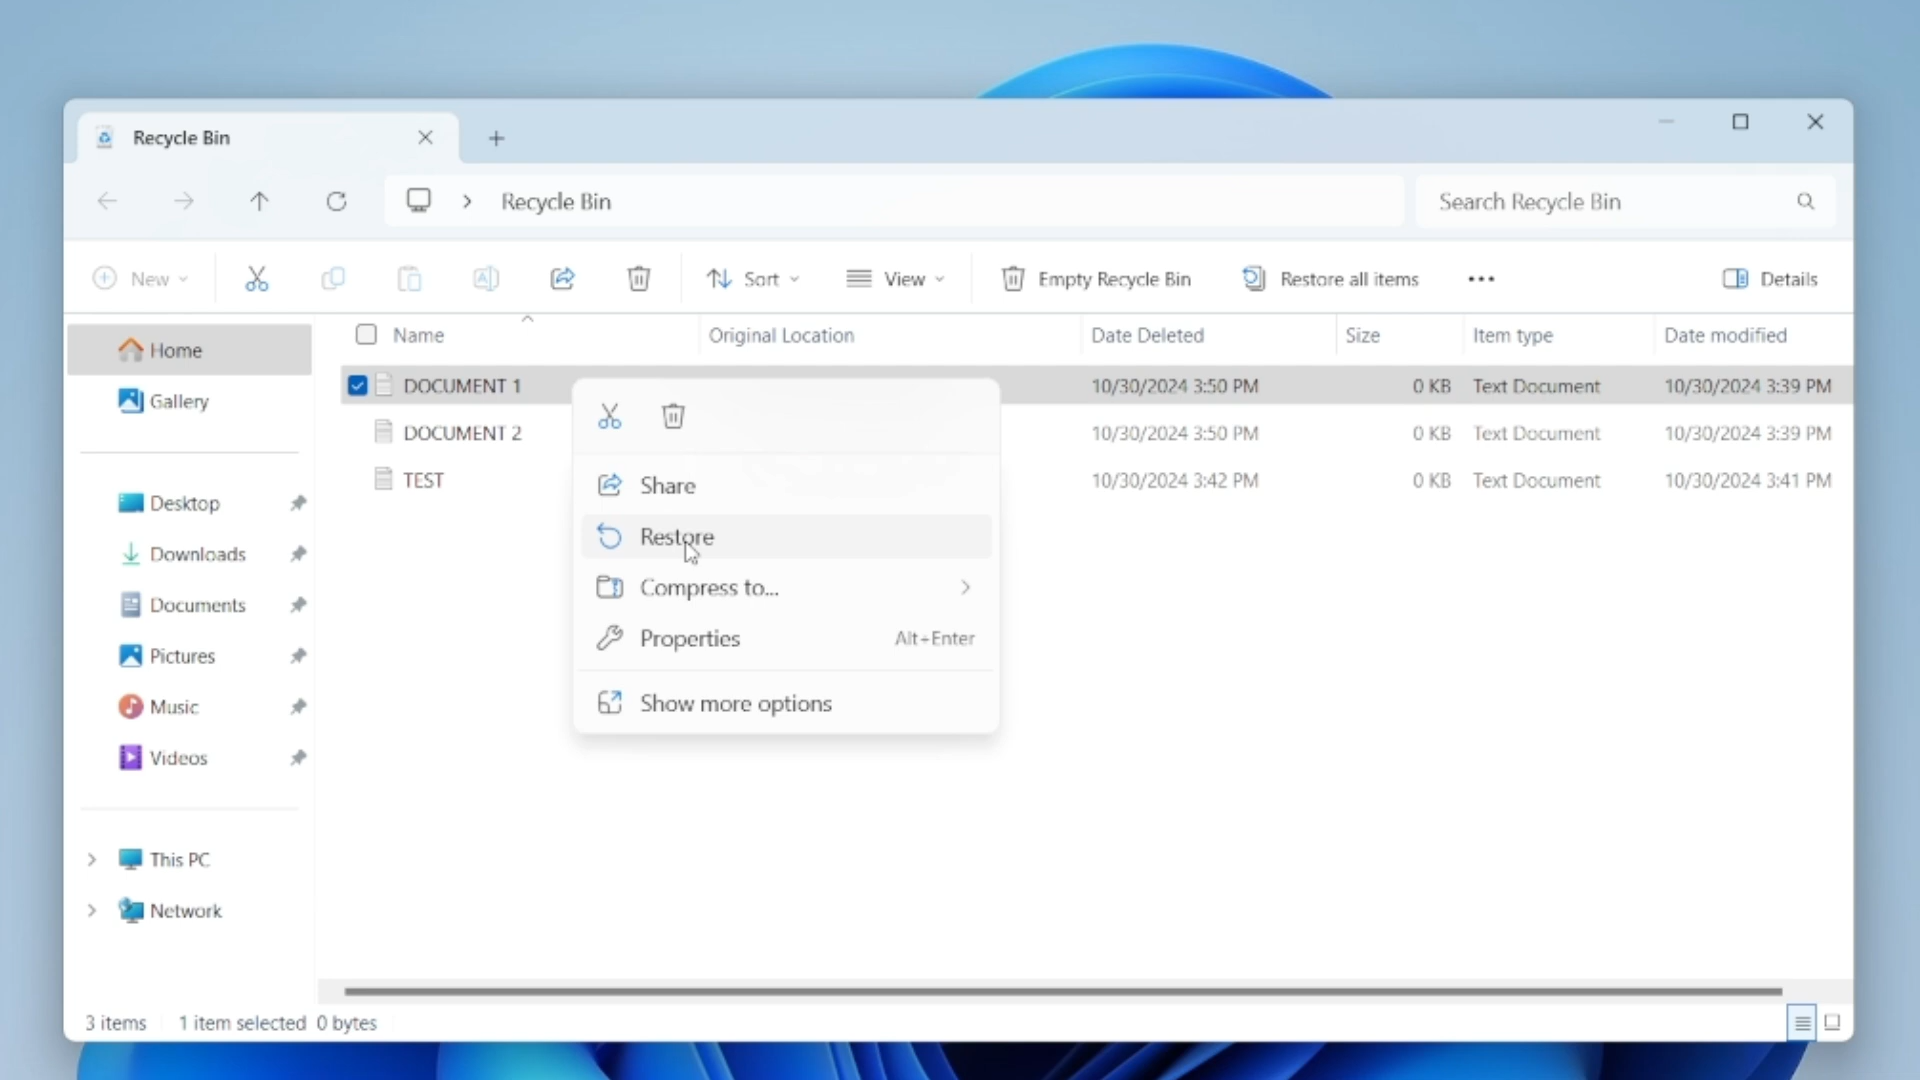 Recycle Bin
Recycle Bin
Search Recycle Bin
New
Sort
View
Empty Recycle Bin
Restore all items
Details
Name
Original Location
Date Deleted
Size
Item type
Date modified
DOCUMENT 1
10/30/2024 3:50 PM
0 KB
Text Document
10/30/2024 3:39 PM
DOCUMENT 2
10/30/2024 3:50 PM
0 KB
Text Document
10/30/2024 3:39 PM
TEST
10/30/2024 3:42 PM
0 KB
Text Document
10/30/2024 3:41 PM
Share
Restore
Compress to...
Properties
Alt+Enter
Show more options
Home
Gallery
Desktop
Downloads
Documents
Pictures
Music
Videos
This PC
Network
3 items
1 item selected
0 bytes